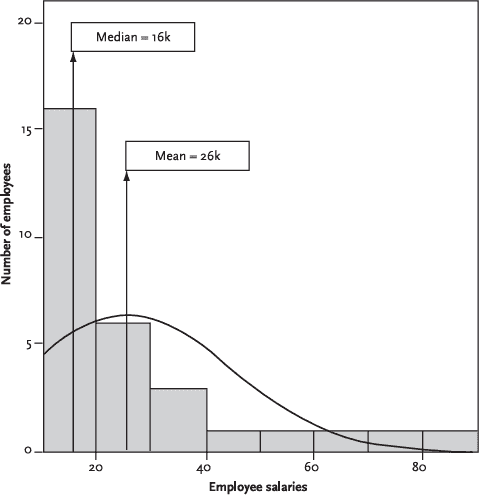 20
Median = 16k
15
Mean = 26k
10
5
0
20
40
60
80
Number of employees
Employee salaries